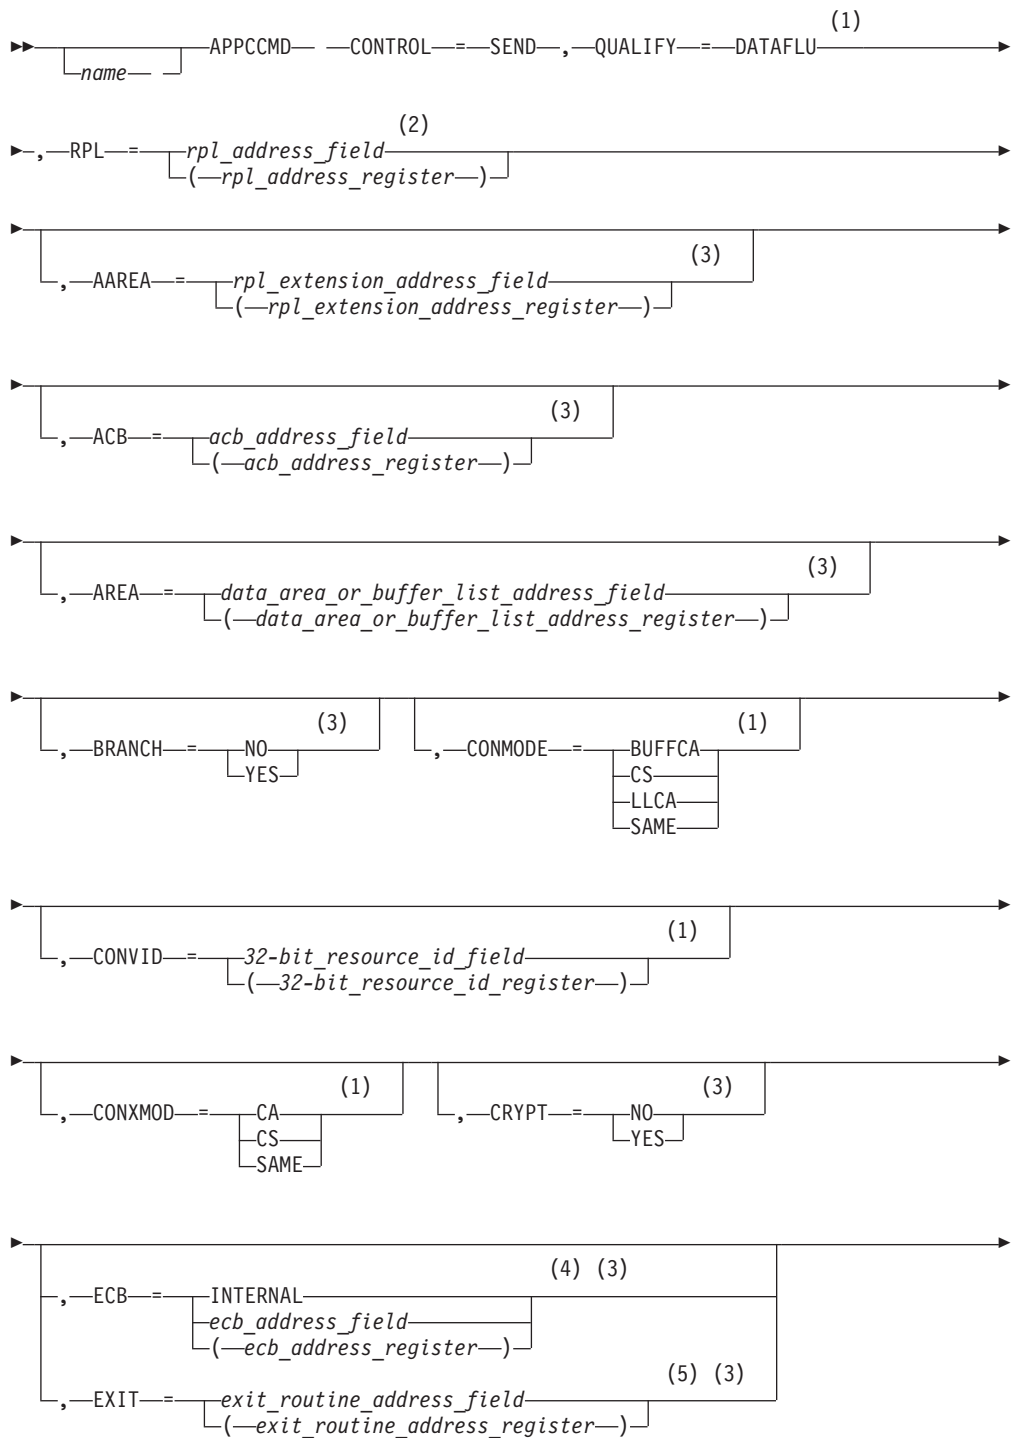 (1)
APPCCMD CONTROL = SEND , QUALIFY = DATAFLU
name
(2)
, RPL = rpl_address_field
( rpl_address_register )
(3)
, AAREA = rpl_extension_address_field
( rpl_extension_address_register )
(3)
, ACB = acb_address_field
( acb_address_register )
(3)
, AREA = data_area_or_buffer_list_address_field
( data_area_or_buffer_list_address_register )
(3) (1)
, BRANCH = NO , CONMODE = BUFFCA
YES CS
LLCA
SAME
(1)
, CONVID = 32-bit_resource_id_field
( 32-bit_resource_id_register )
(1) (3)
, CONXMOD = CA , CRYPT = NO
CS YES
SAME
(4) (3)
, ECB = INTERNAL
ecb_address_field
( ecb_address_register )
(5) (3)
, EXIT = exit_routine_address_field
( exit_routine_address_register )